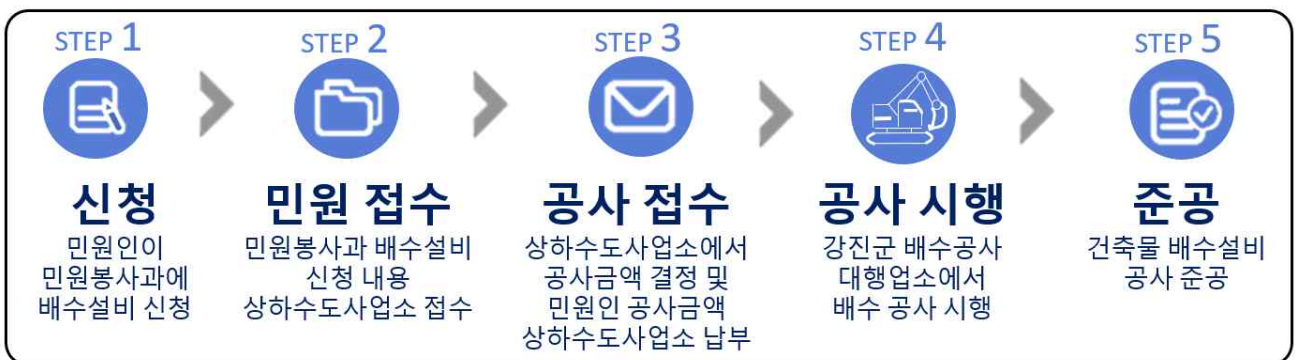 STEP 1
신청
민원인이
민원봉사과에
배수설비 신청
STEP 2
민원 접수
민원봉사과 배수설비
신청 내용
상하수도사업소 접수
STEP 3
공사 접수
상하수도사업소에서
공사금액 결정 및
민원인 공사금액
상하수도사업소 납부
STEP 4
공사 시행
강진군 배수공사
대행업소에서
배수 공사 시행
STEP 5
준공
건축물 배수설비
공사 준공